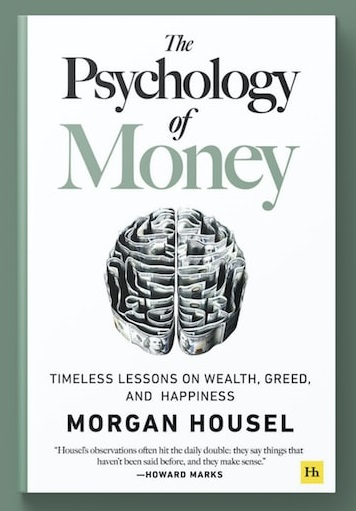 The
Psychology
of
Money
TIMELESS LESSONS ON WEALTH, GREED,
AND HAPPINESS
MORGAN HOUSEL
"Housel's observations often hit the daily double: they say things that
haven't been said before, and they make sense."
—HOWARD MARKS
Hh